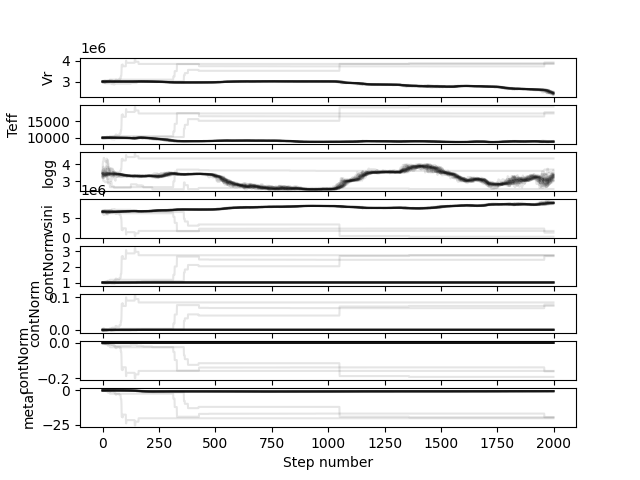 1e6
4
3
Vr
15000
10000
Teff
4
3
logg
1e6
5
0
vsini
3
2
1
contNorm
0.1
0.0
contNorm
0.0
−0.2
contNorm
0
−25
metal
0 250 500 750 1000 1250 1500 1750 2000
Step number